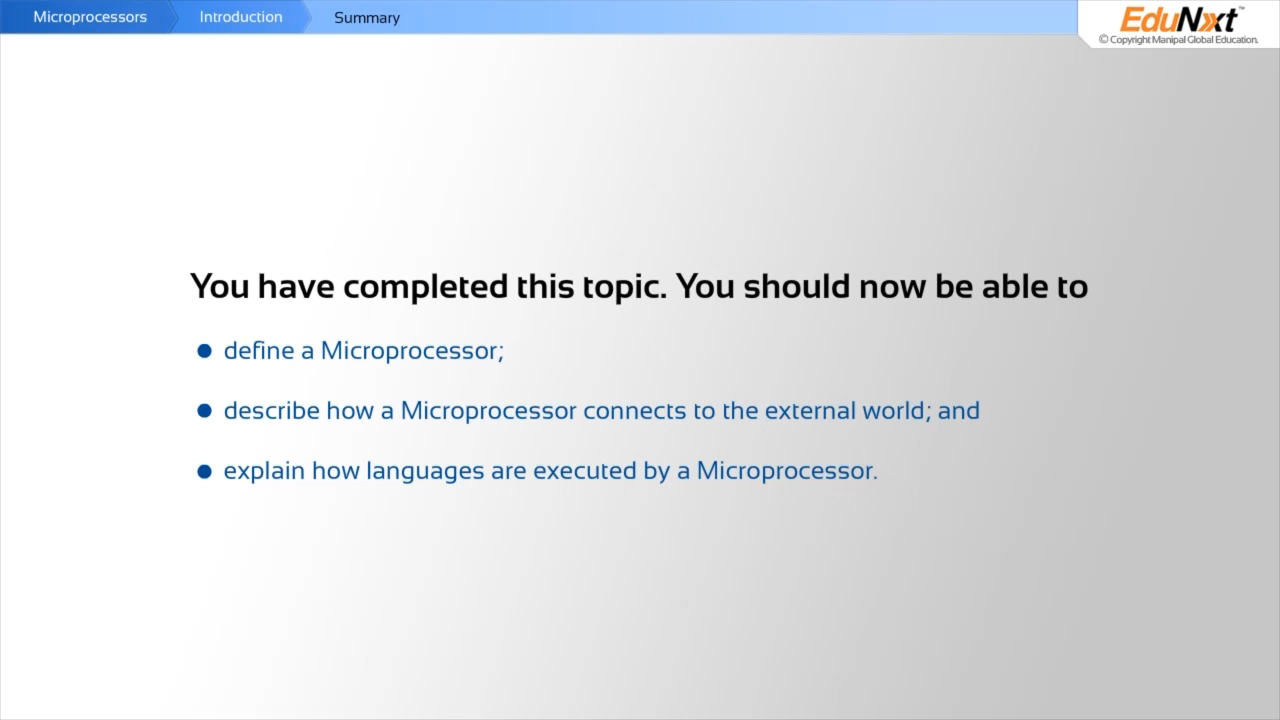 Microprocessors Introduction Summary
EduNxt™
© Copyright Manipal Global Education.
You have completed this topic. You should now be able to
● define a Microprocessor;
● describe how a Microprocessor connects to the external world; and
● explain how languages are executed by a Microprocessor.